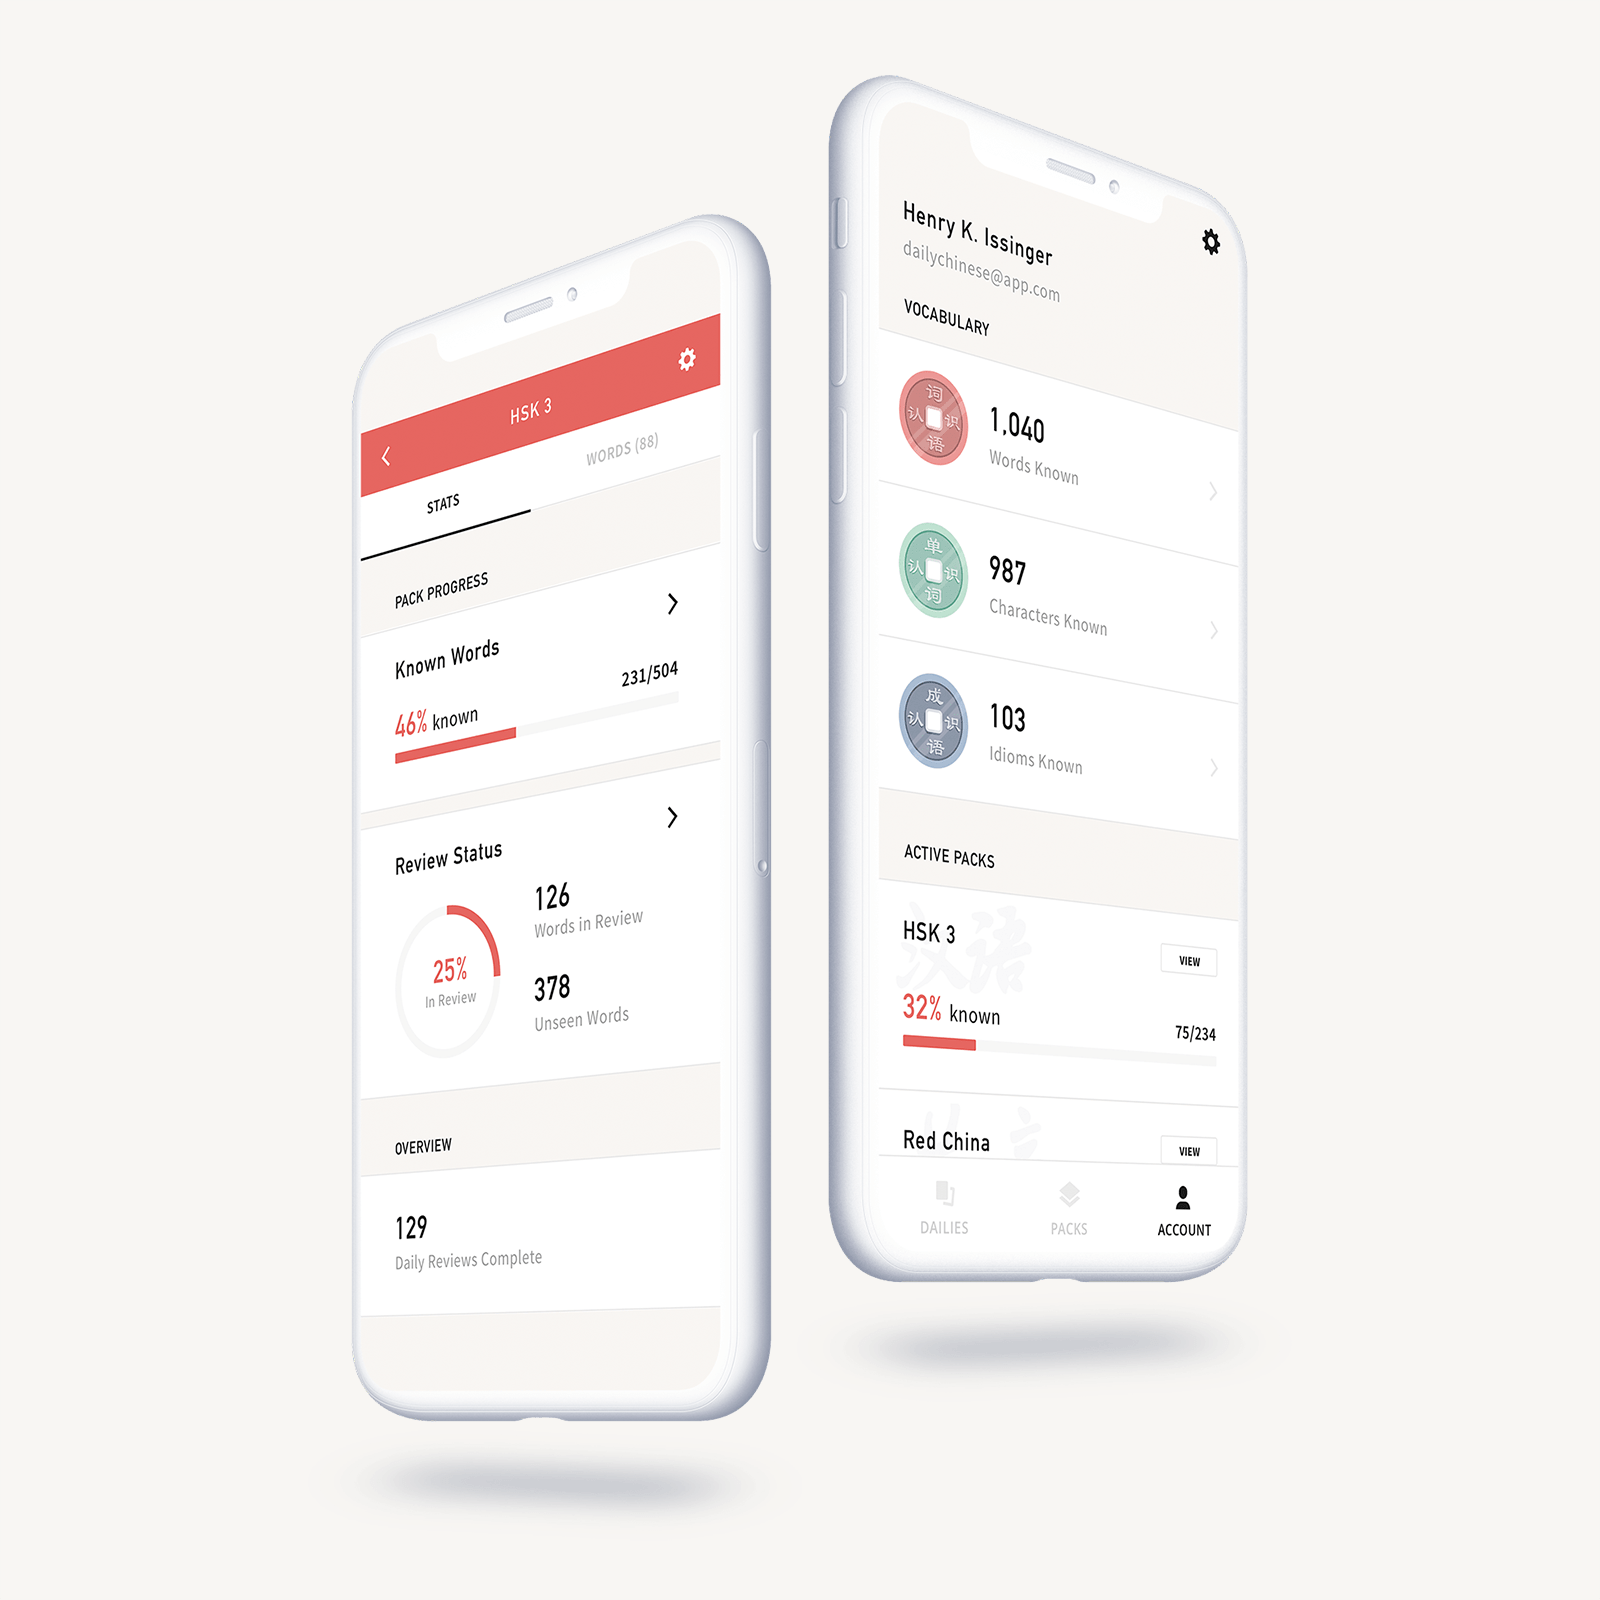 HSK 3
STATS
WORDS (88)
PACK PROGRESS
Known Words
231/504
46% known
Review Status
25%
In Review
126
Words in Review
378
Unseen Words
OVERVIEW
129
Daily Reviews Complete
Henry K. Issinger
dailychinese@app.com
VOCABULARY
词
认 识
语
1,040
Words Known
单
认 识
词
987
Characters Known
成
认 识
语
103
Idioms Known
ACTIVE PACKS
汉语
HSK 3
VIEW
32% known
75/234
Red China
VIEW
DAILIES
PACKS
ACCOUNT